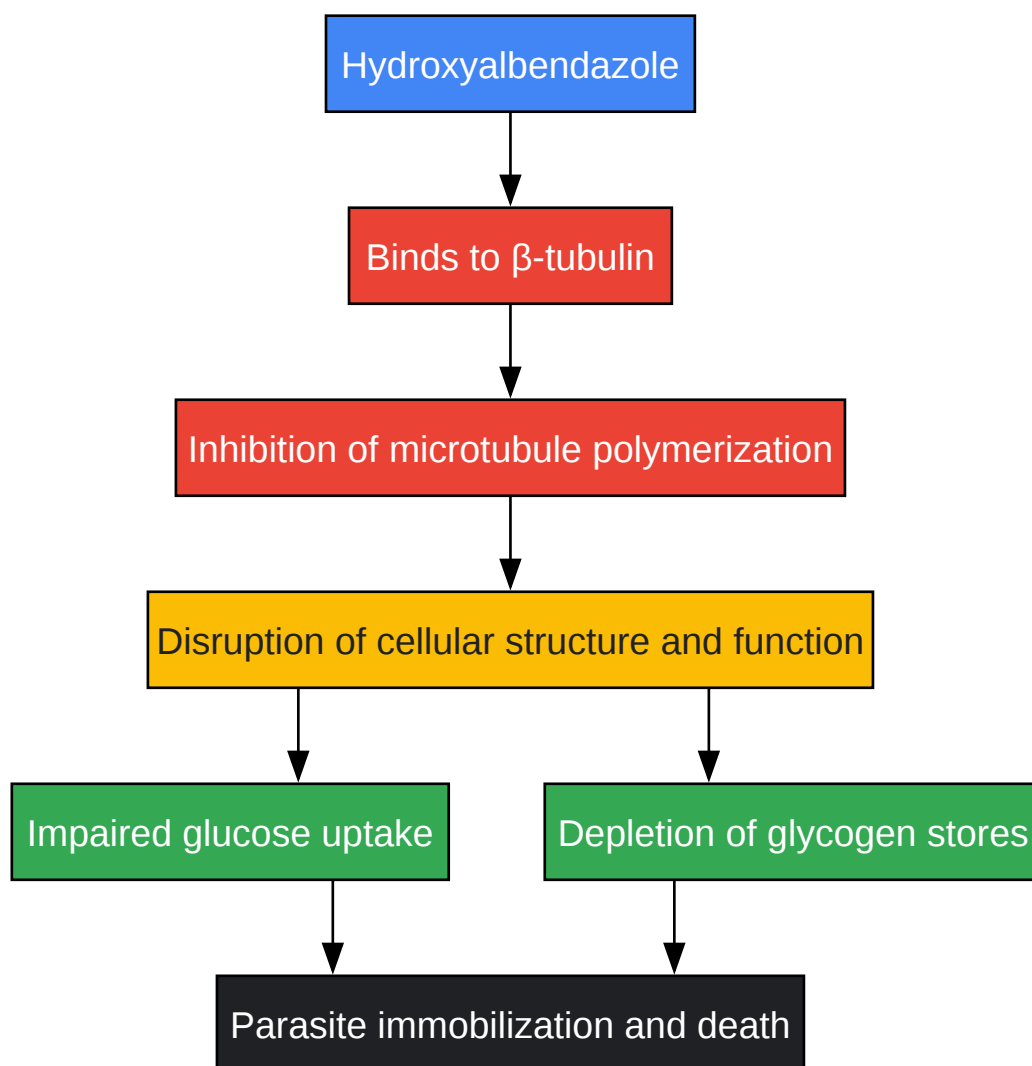 Hydroxyalbendazole
Binds to β-tubulin
Inhibition of microtubule polymerization
Disruption of cellular structure and function
Impaired glucose uptake
Depletion of glycogen stores
Parasite immobilization and death